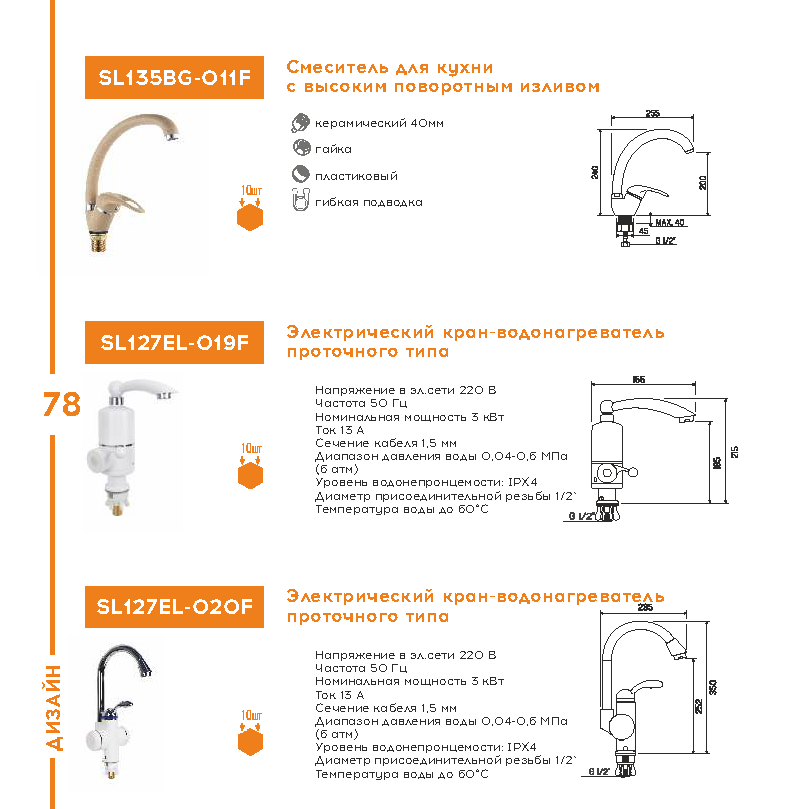 SL135BG-011F
Смеситель для кухни
с высоким поворотным изливом
керамический 40мм
гайка
пластиковый
гибкая подводка
10шт
255
240
200
MAX. 40
45
G 1/2"
SL127EL-019F
Электрический кран-водонагреватель
проточного типа
Напряжение в эл.сети 220 В
Частота 50 Гц
Номинальная мощность 3 кВт
Ток 13 А
Сечение кабеля 1,5 мм
Диапазон давления воды 0,04-0,6 МПа
(6 атм)
Уровень водонепронцемости: IPX4
Диаметр присоединительной резьбы 1/2`
Температура воды до 60°С
10шт
165
215
G 1/2"
78
SL127EL-020F
Электрический кран-водонагреватель
проточного типа
Напряжение в эл.сети 220 В
Частота 50 Гц
Номинальная мощность 3 кВт
Ток 13 А
Сечение кабеля 1,5 мм
Диапазон давления воды 0,04-0,6 МПа
(6 атм)
Уровень водонепронцемости: IPX4
Диаметр присоединительной резьбы 1/2`
Температура воды до 60°С
10шт
350
252
G 1/2"
ДИЗАЙН